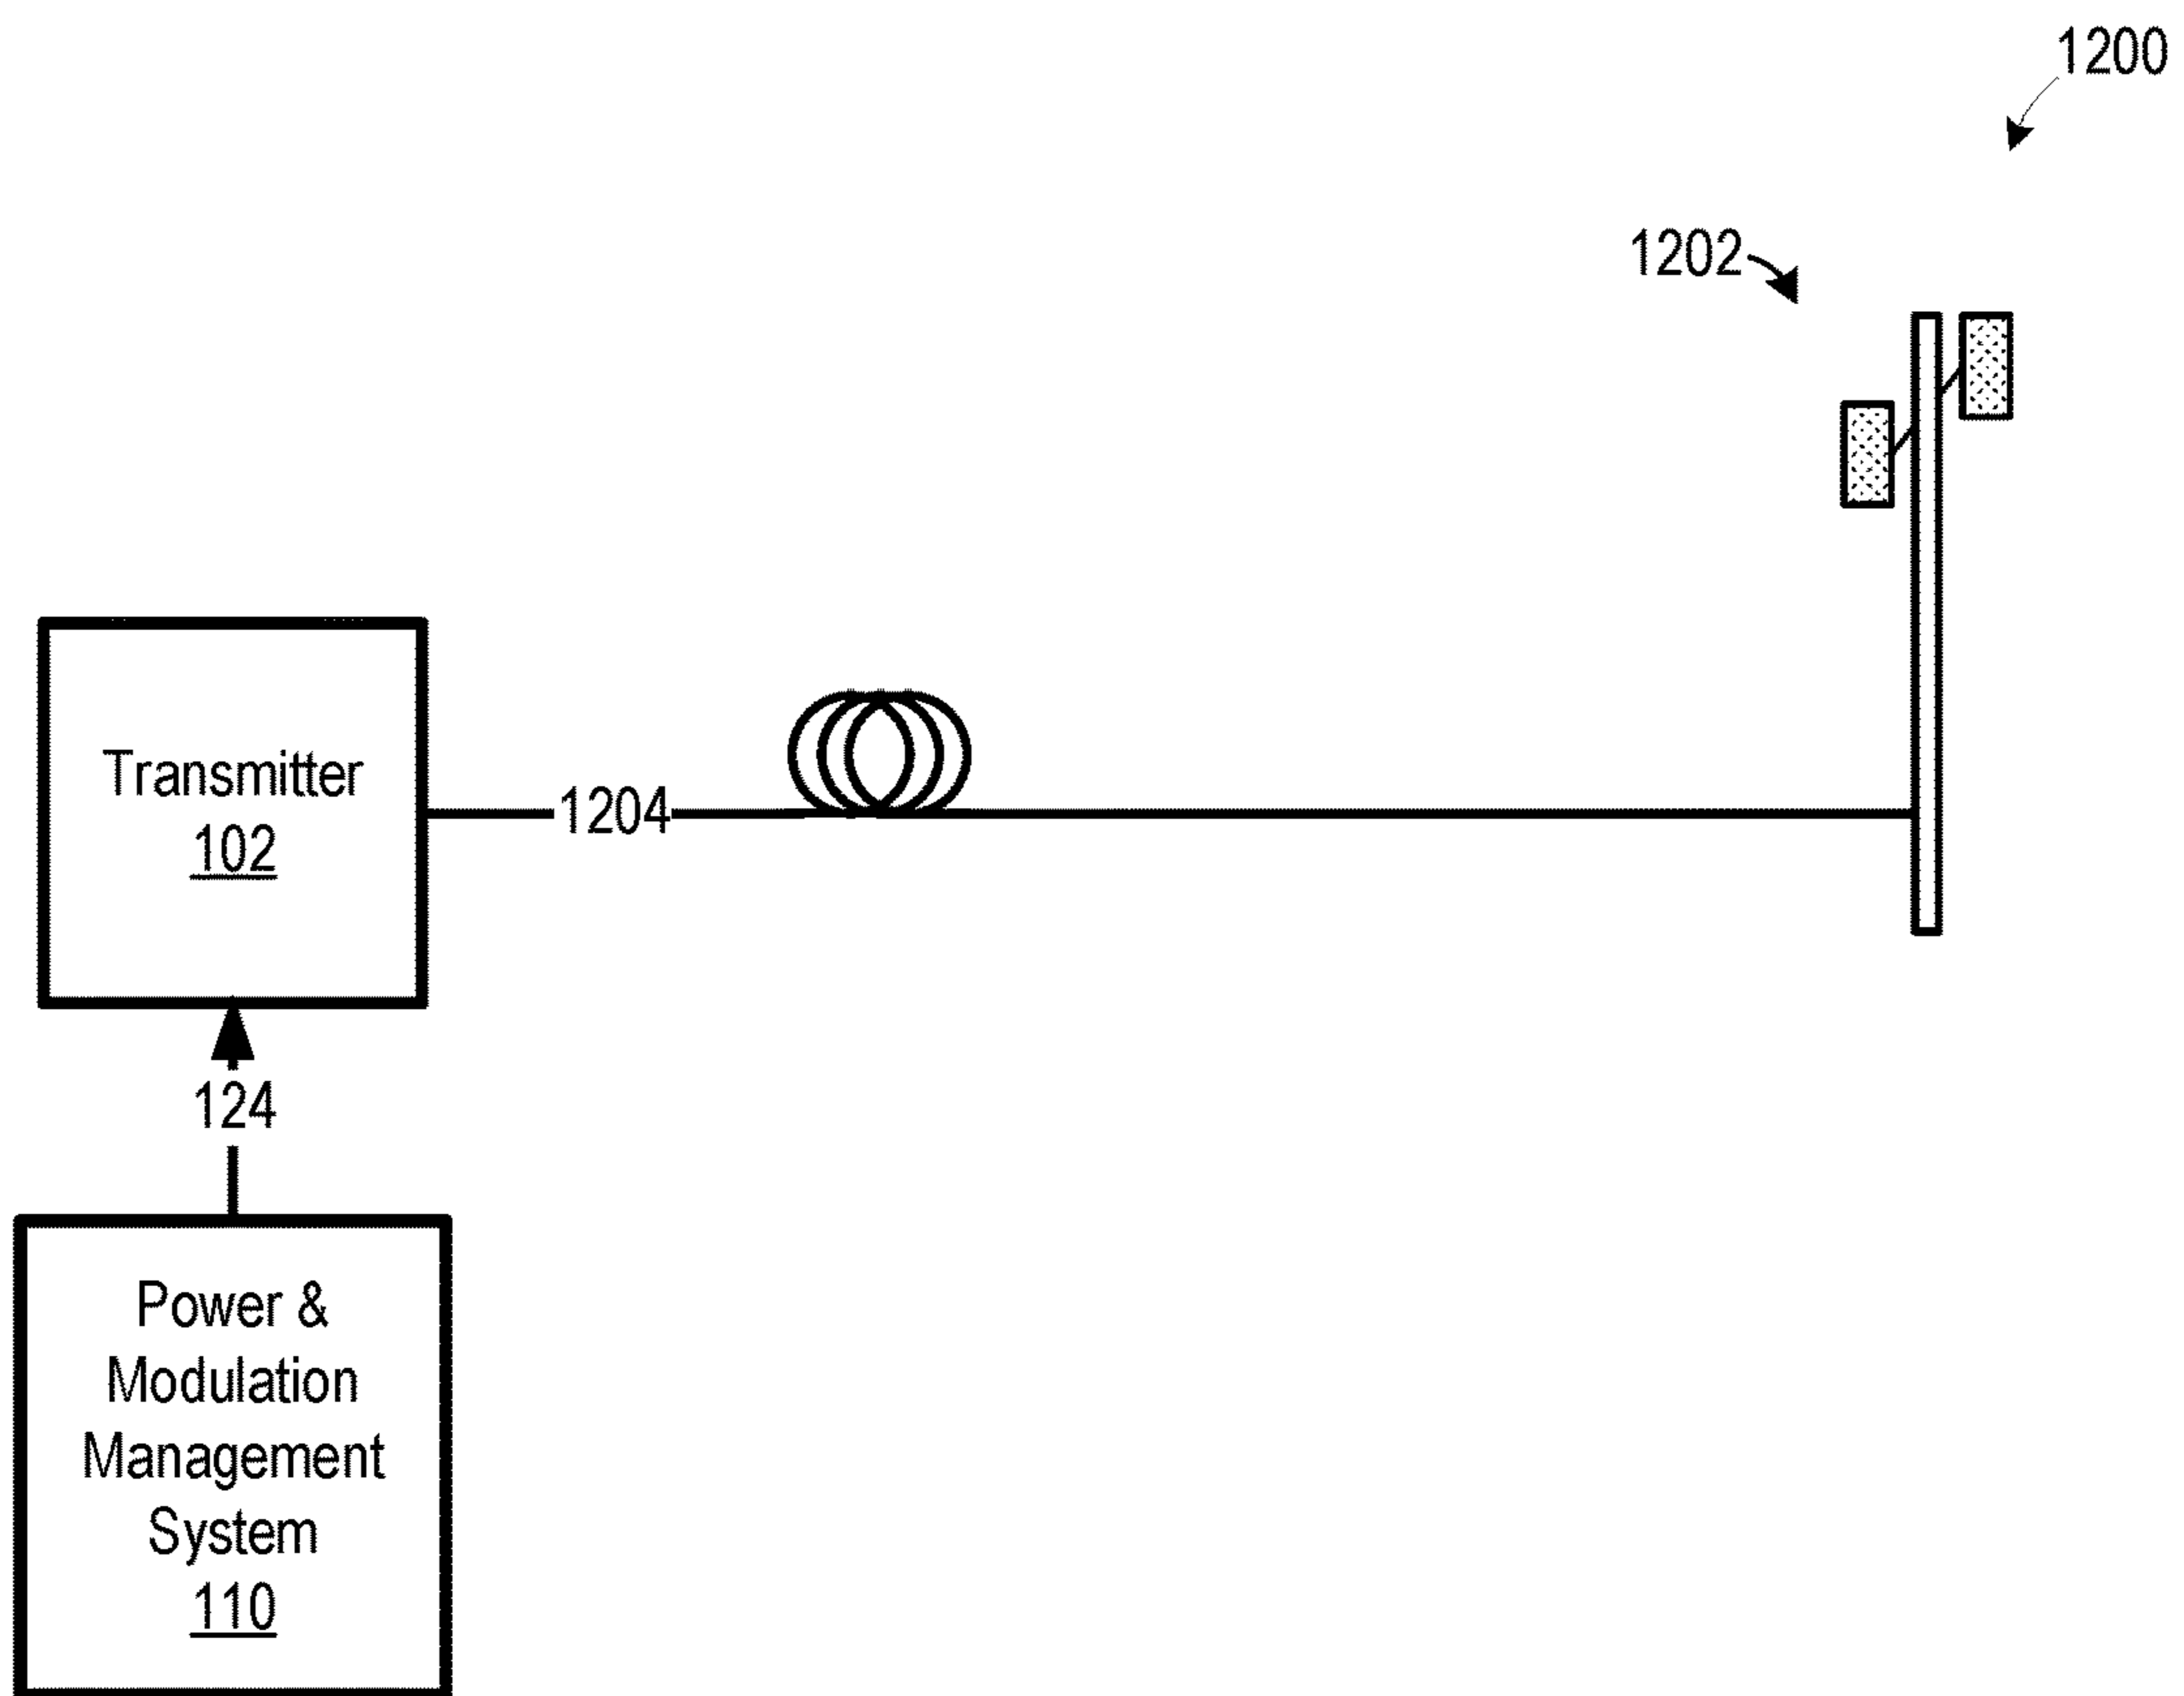 1200
1202
Transmitter
102
1204
124
Power &
Modulation
Management
System
110